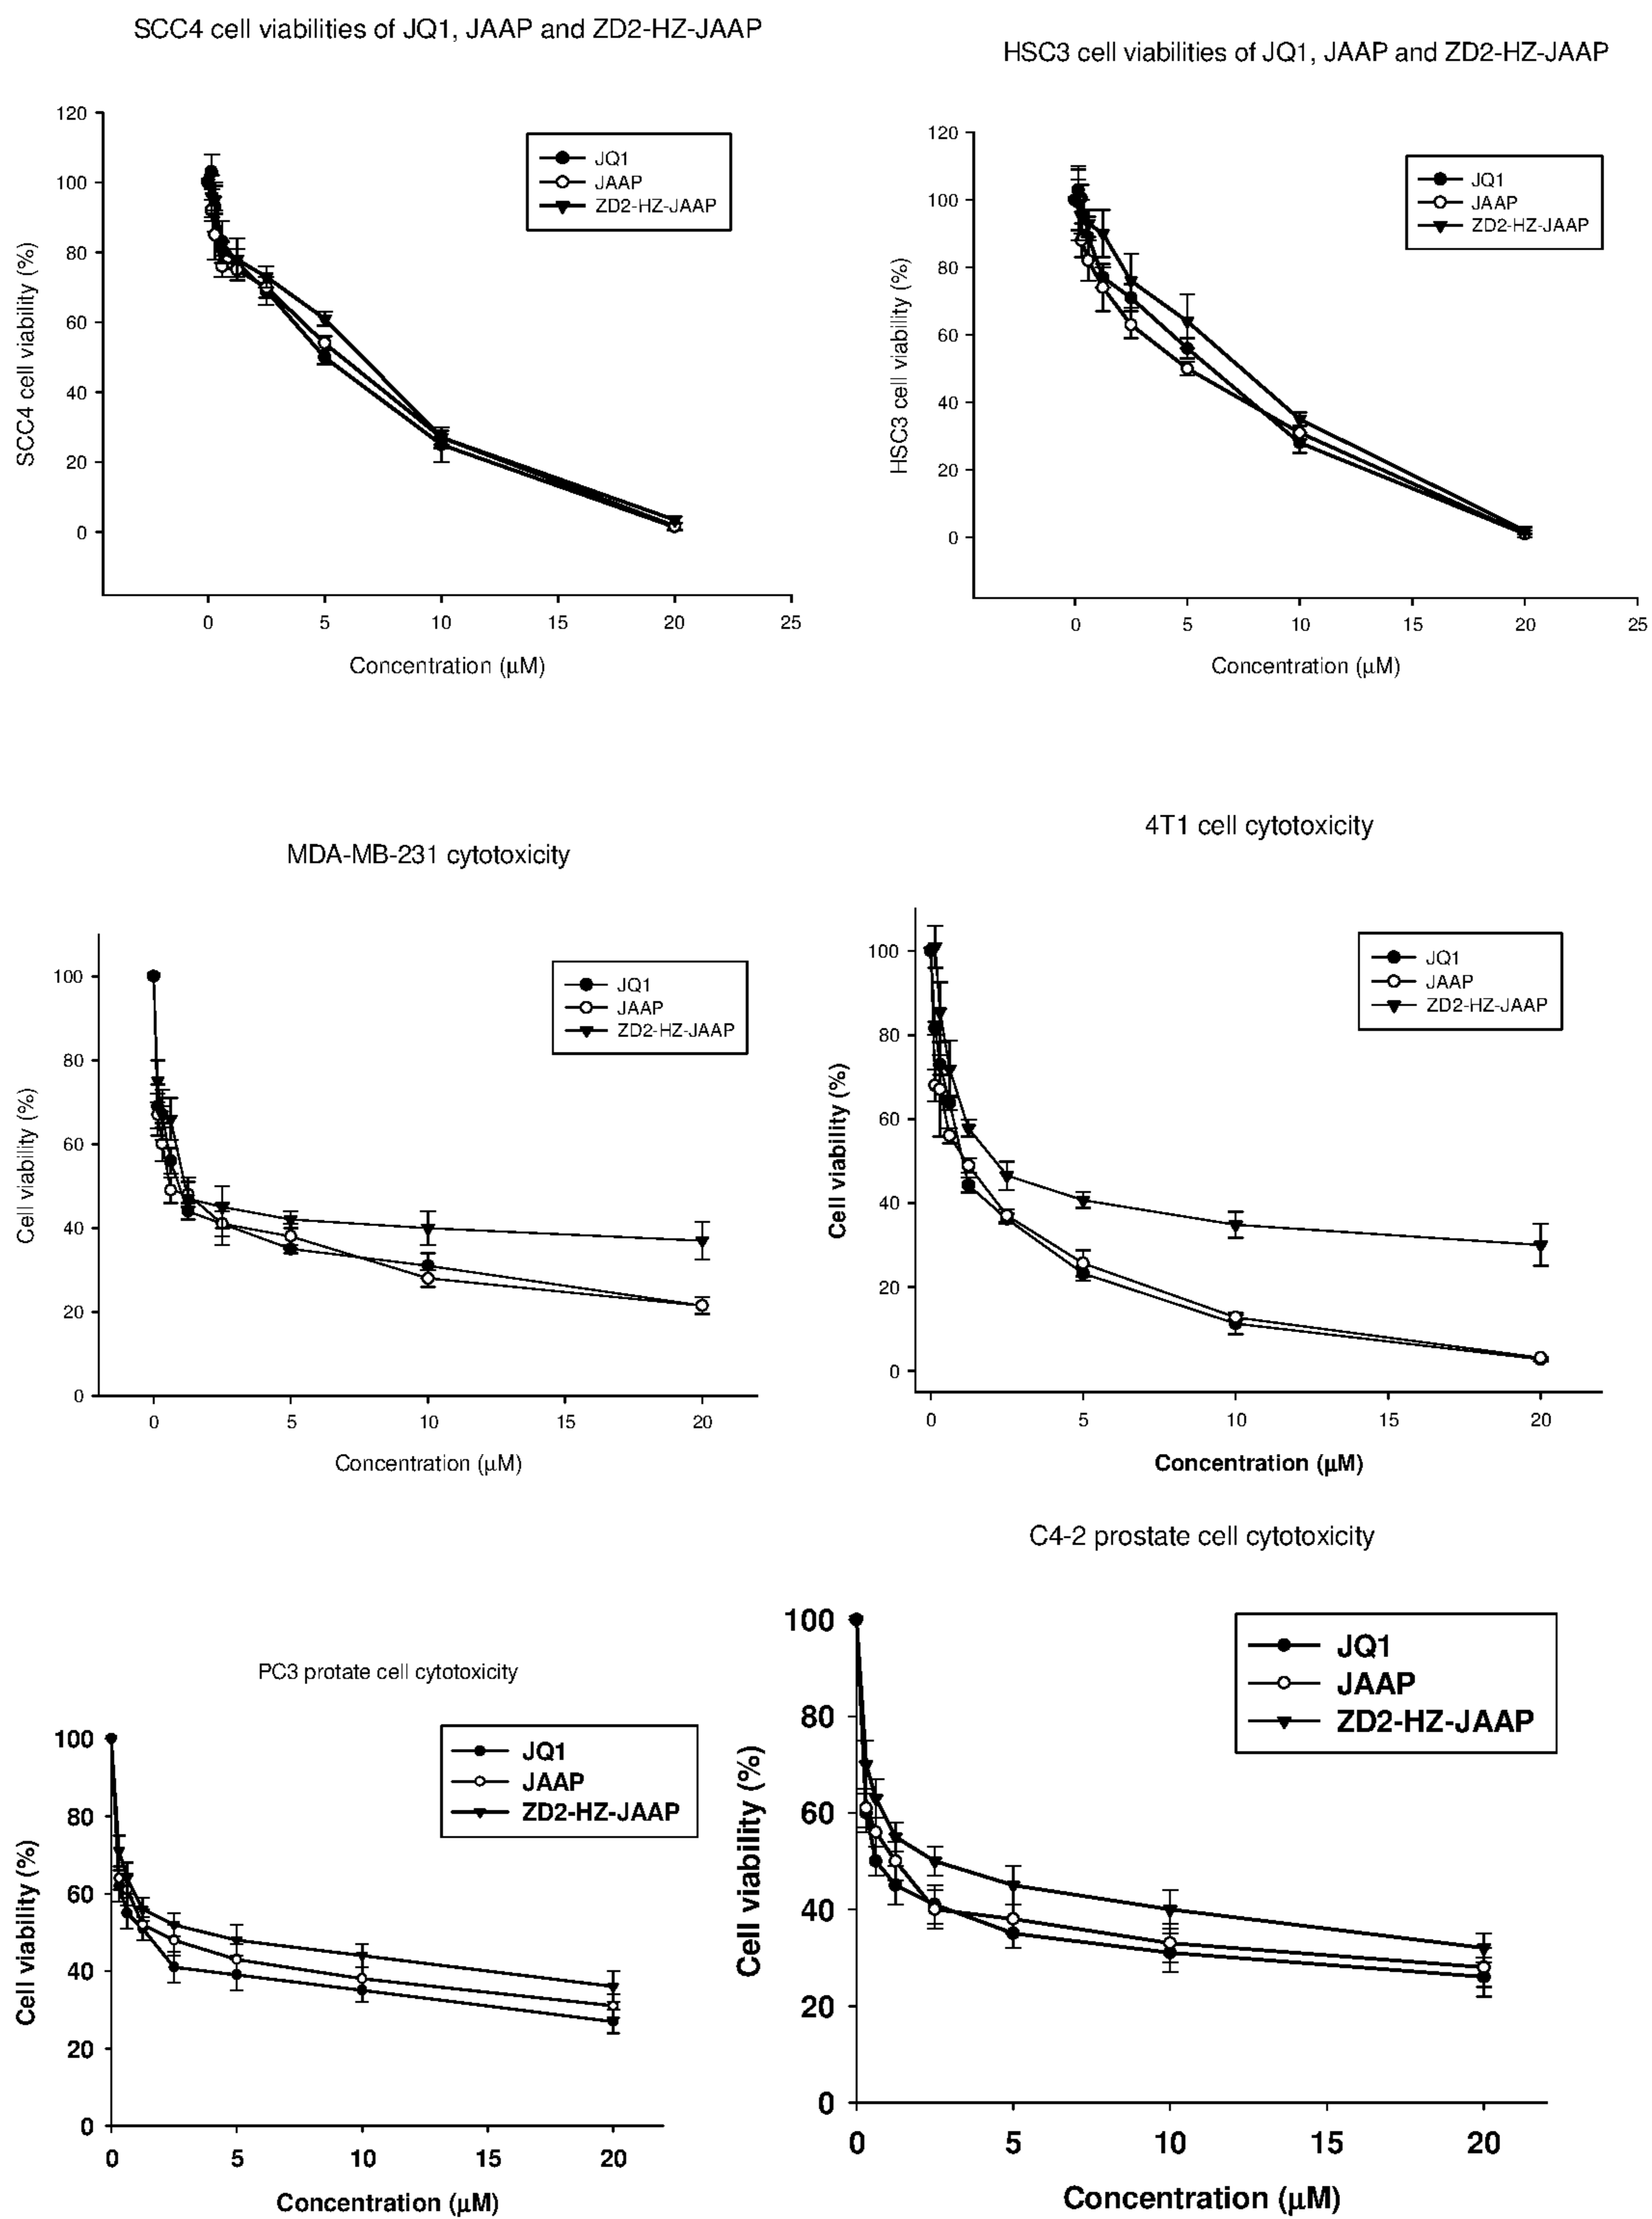 SCC4 cell viabilities of JQ1, JAAP and ZD2-HZ-JAAP
120
100
80
60
40
20
0
SCC4 cell viability (%)
JQ1
JAAP
ZD2-HZ-JAAP
0 5 10 15 20 25
Concentration (µM)
HSC3 cell viabilities of JQ1, JAAP and ZD2-HZ-JAAP
120
100
80
60
40
20
0
HSC3 cell viability (%)
JQ1
JAAP
ZD2-HZ-JAAP
0 5 10 15 20 25
Concentration (µM)
MDA-MB-231 cytotoxicity
100
80
60
40
20
0
Cell viability (%)
JQ1
JAAP
ZD2-HZ-JAAP
0 5 10 15 20
Concentration (µM)
4T1 cell cytotoxicity
100
80
60
40
20
0
Cell viability (%)
JQ1
JAAP
ZD2-HZ-JAAP
0 5 10 15 20
Concentration (µM)
PC3 protate cell cytotoxicity
100
80
60
40
20
0
Cell viability (%)
JQ1
JAAP
ZD2-HZ-JAAP
0 5 10 15 20
Concentration (µM)
C4-2 prostate cell cytotoxicity
100
80
60
40
20
0
Cell viability (%)
JQ1
JAAP
ZD2-HZ-JAAP
0 5 10 15 20
Concentration (µM)